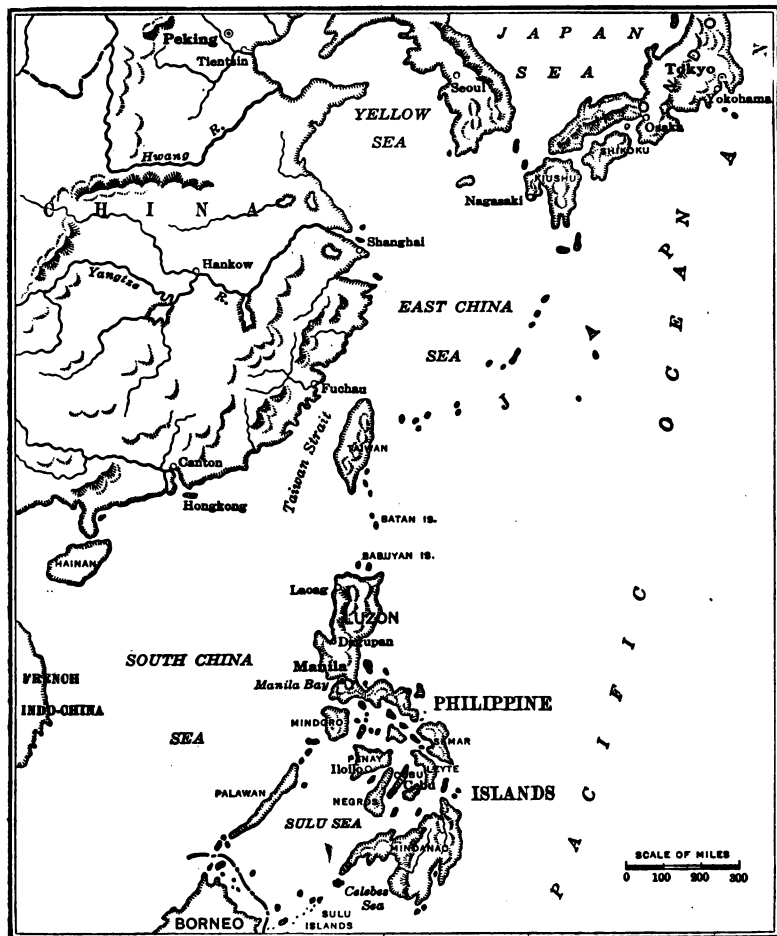 JAPAN
Peking
Tientsin
SEA
Tokyo
Seoul
Yokohama
YELLOW
SEA
Osaka
Hwang R.
SHIKOKU
KIUSHU
Nagasaki
CHINA
Shanghai
Hankow
Yangtze R.
EAST CHINA
SEA
JAPAN
Fuchau
Taiwan Strait
TAIWAN
Canton
Hongkong
BATAN IS.
BABUYAN IS.
HAINAN
Laoag
LUZON
Dagupan
SOUTH CHINA
SEA
Manila
Manila Bay
FRENCH
INDO-CHINA
PHILIPPINE
ISLANDS
MINDORO
SAMAR
PANAY
Iloilo
LEYTE
CEBU
Cebu
PALAWAN
NEGROS
SULU SEA
MINDANAO
Celebes
Sea
SULU
ISLANDS
BORNEO
PACIFIC OCEAN
SCALE OF MILES
0 100 200 300